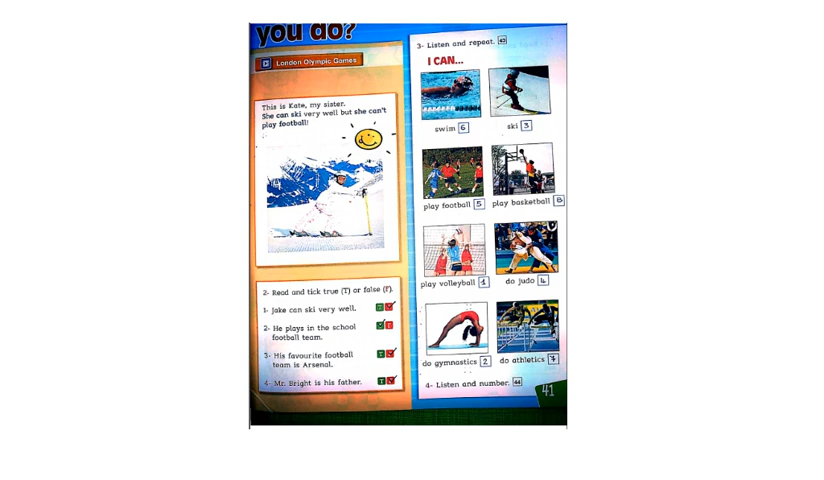 you do?
London Olympic Games
This is Kate, my sister.
She can ski very well but she can't
play football!
2- Read and tick true (T) or false (F).
1- Jake can ski very well. T
2- He plays in the school T F
football team.
3- His favourite football T
team is Arsenal.
4- Mr. Bright is his father. T
3- Listen and repeat. 43
I CAN...
swim 6
ski 3
play football 5
play basketball 8
play volleyball 1
do judo 4
do gymnastics 2
do athletics 7
4- Listen and number. 44
41